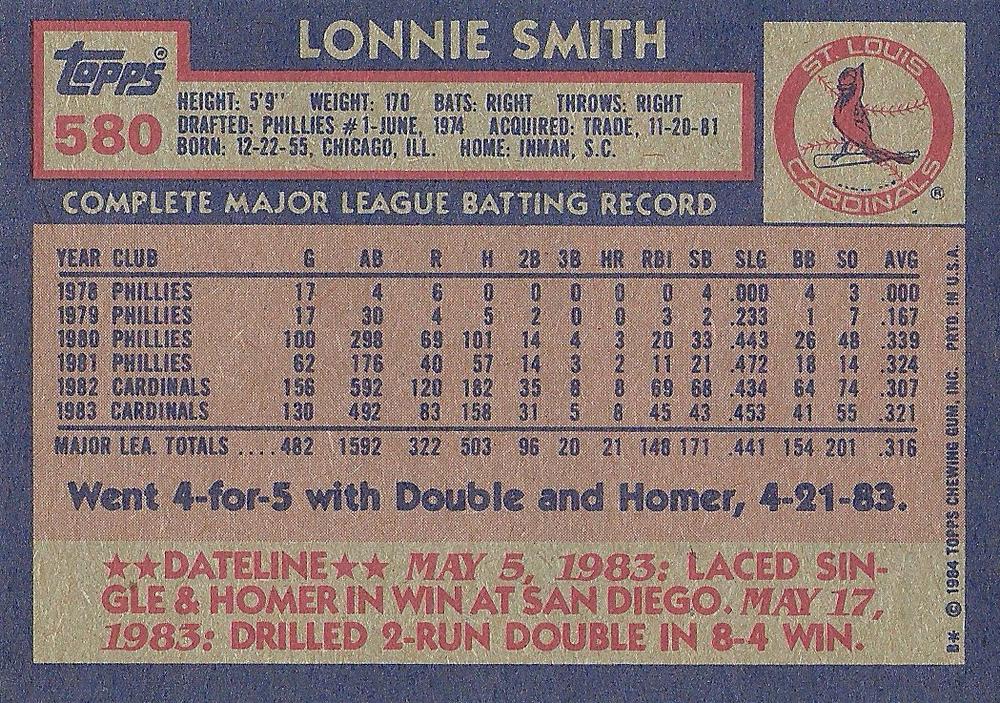 LONNIE SMITH
Topps®
580
HEIGHT: 5'9" WEIGHT: 170 BATS: RIGHT THROWS: RIGHT
DRAFTED: PHILLIES #1-JUNE, 1974 ACQUIRED: TRADE, 11-20-81
BORN: 12-22-55, CHICAGO, ILL. HOME: INMAN, S.C.
ST. LOUIS
CARDINALS
®
COMPLETE MAJOR LEAGUE BATTING RECORD
YEAR CLUB G AB R H 2B 3B HR RBI SB SLG BB SO AVG
1978 PHILLIES 17 4 6 0 0 0 0 0 4 .000 4 3 .000
1979 PHILLIES 17 30 4 5 2 0 0 3 2 .233 1 7 .167
1980 PHILLIES 100 298 69 101 14 4 3 20 33 .443 26 48 .339
1981 PHILLIES 62 176 40 57 14 3 2 11 21 .472 18 14 .324
1982 CARDINALS 156 592 120 182 35 8 8 69 68 .434 64 74 .307
1983 CARDINALS 130 492 83 158 31 5 8 45 43 .453 41 55 .321
MAJOR LEA. TOTALS ....482 1592 322 503 96 20 21 148 171 .441 154 201 .316
Went 4-for-5 with Double and Homer, 4-21-83.
★★DATELINE★★ MAY 5, 1983: LACED SIN-
GLE & HOMER IN WIN AT SAN DIEGO. MAY 17,
1983: DRILLED 2-RUN DOUBLE IN 8-4 WIN.
B* © 1984 TOPPS CHEWING GUM, INC. PRTD. IN U.S.A.